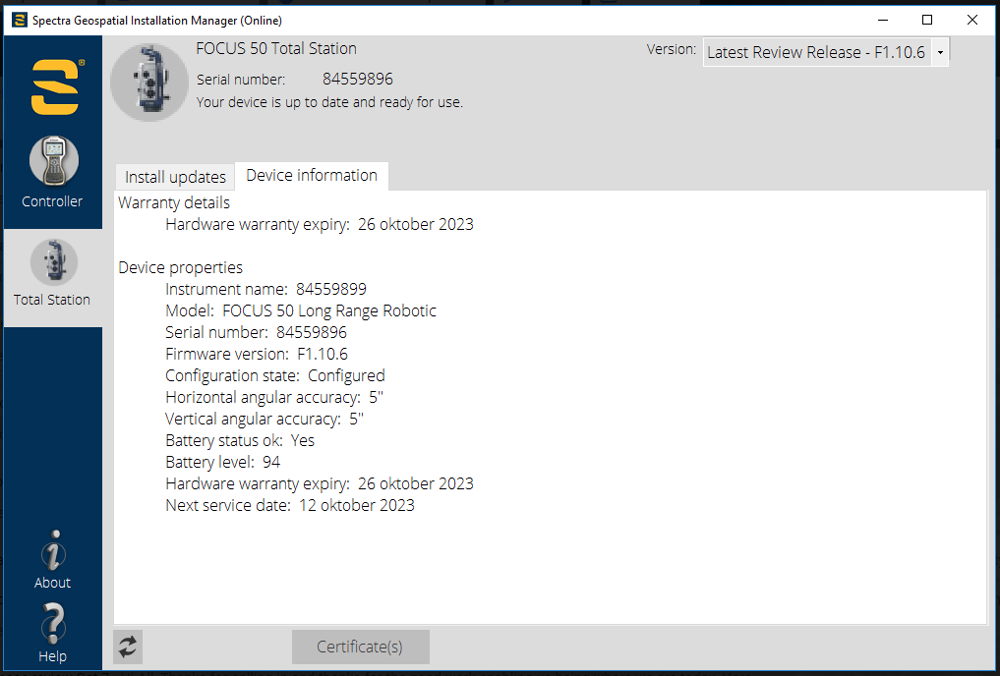 Spectra Geospatial Installation Manager (Online)
FOCUS 50 Total Station
Version: Latest Review Release - F1.10.6
Serial number: 84559896
Your device is up to date and ready for use.
Controller
Total Station
About
Help
Install updates
Device information
Warranty details
Hardware warranty expiry: 26 oktober 2023
Device properties
Instrument name: 84559899
Model: FOCUS 50 Long Range Robotic
Serial number: 84559896
Firmware version: F1.10.6
Configuration state: Configured
Horizontal angular accuracy: 5"
Vertical angular accuracy: 5"
Battery status ok: Yes
Battery level: 94
Hardware warranty expiry: 26 oktober 2023
Next service date: 12 oktober 2023
Certificate(s)